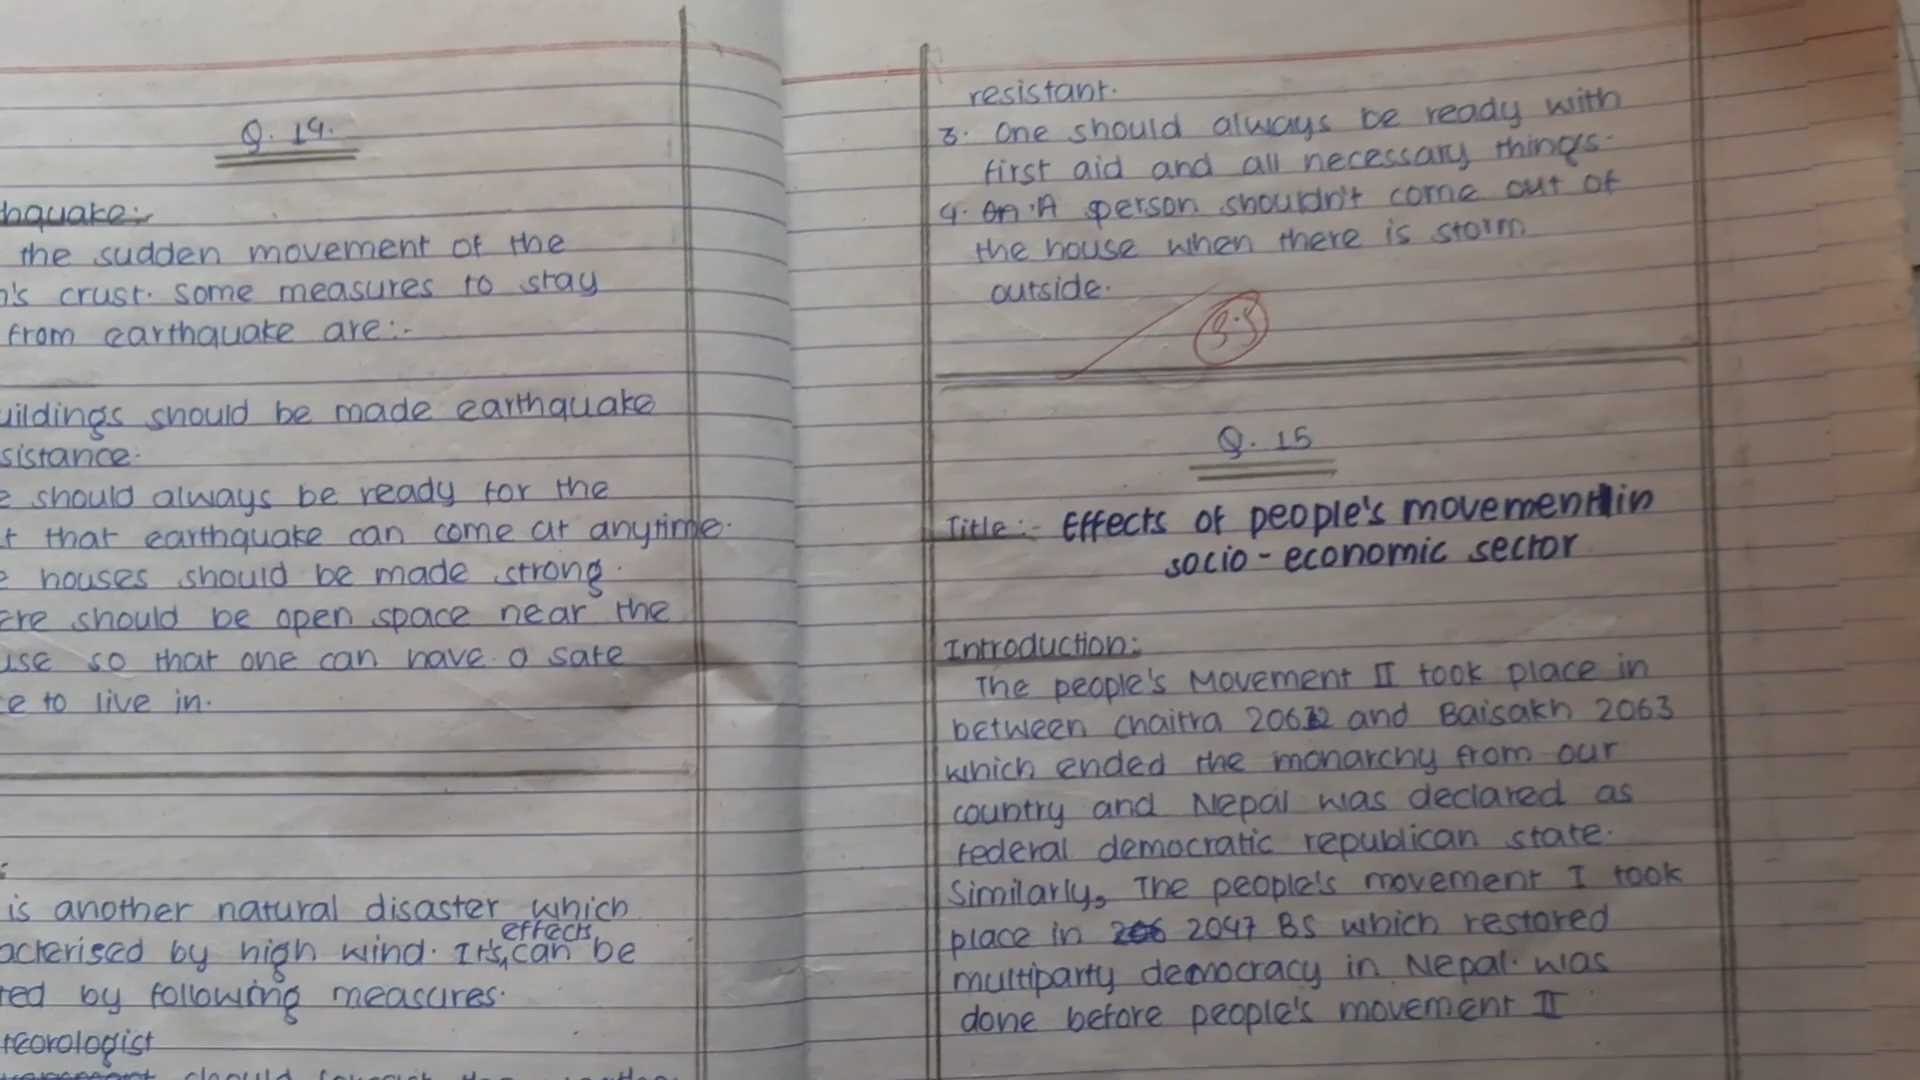 Q. 14.
hquake:-
the sudden movement of the
h's crust. some measures to stay
from earthquake are:-
uildings should be made earthquake
sistance.
e should always be ready for the
t that earthquake can come at anytime.
e houses should be made strong.
ere should be open space near the
use so that one can have a safe
ce to live in.
is another natural disaster which
effects
acterised by high wind. It's can be
ted by following measures.
teorologist
should
resistant.
3. One should always be ready with
first aid and all necessary things.
4. On A person shouldn't come out of
the house when there is storm
outside.
3.5
Q. 15
Title:- Effects of people's movement in
socio-economic sector
Introduction:
The people's Movement II took place in
between chaitra 2062 and Baisakh 2063
which ended the monarchy from our
country and Nepal was declared as
federal democratic republican state.
Similarly, The people's movement I took
place in 206 2047 BS which restored
multiparty democracy in Nepal. was
done before people's movement II